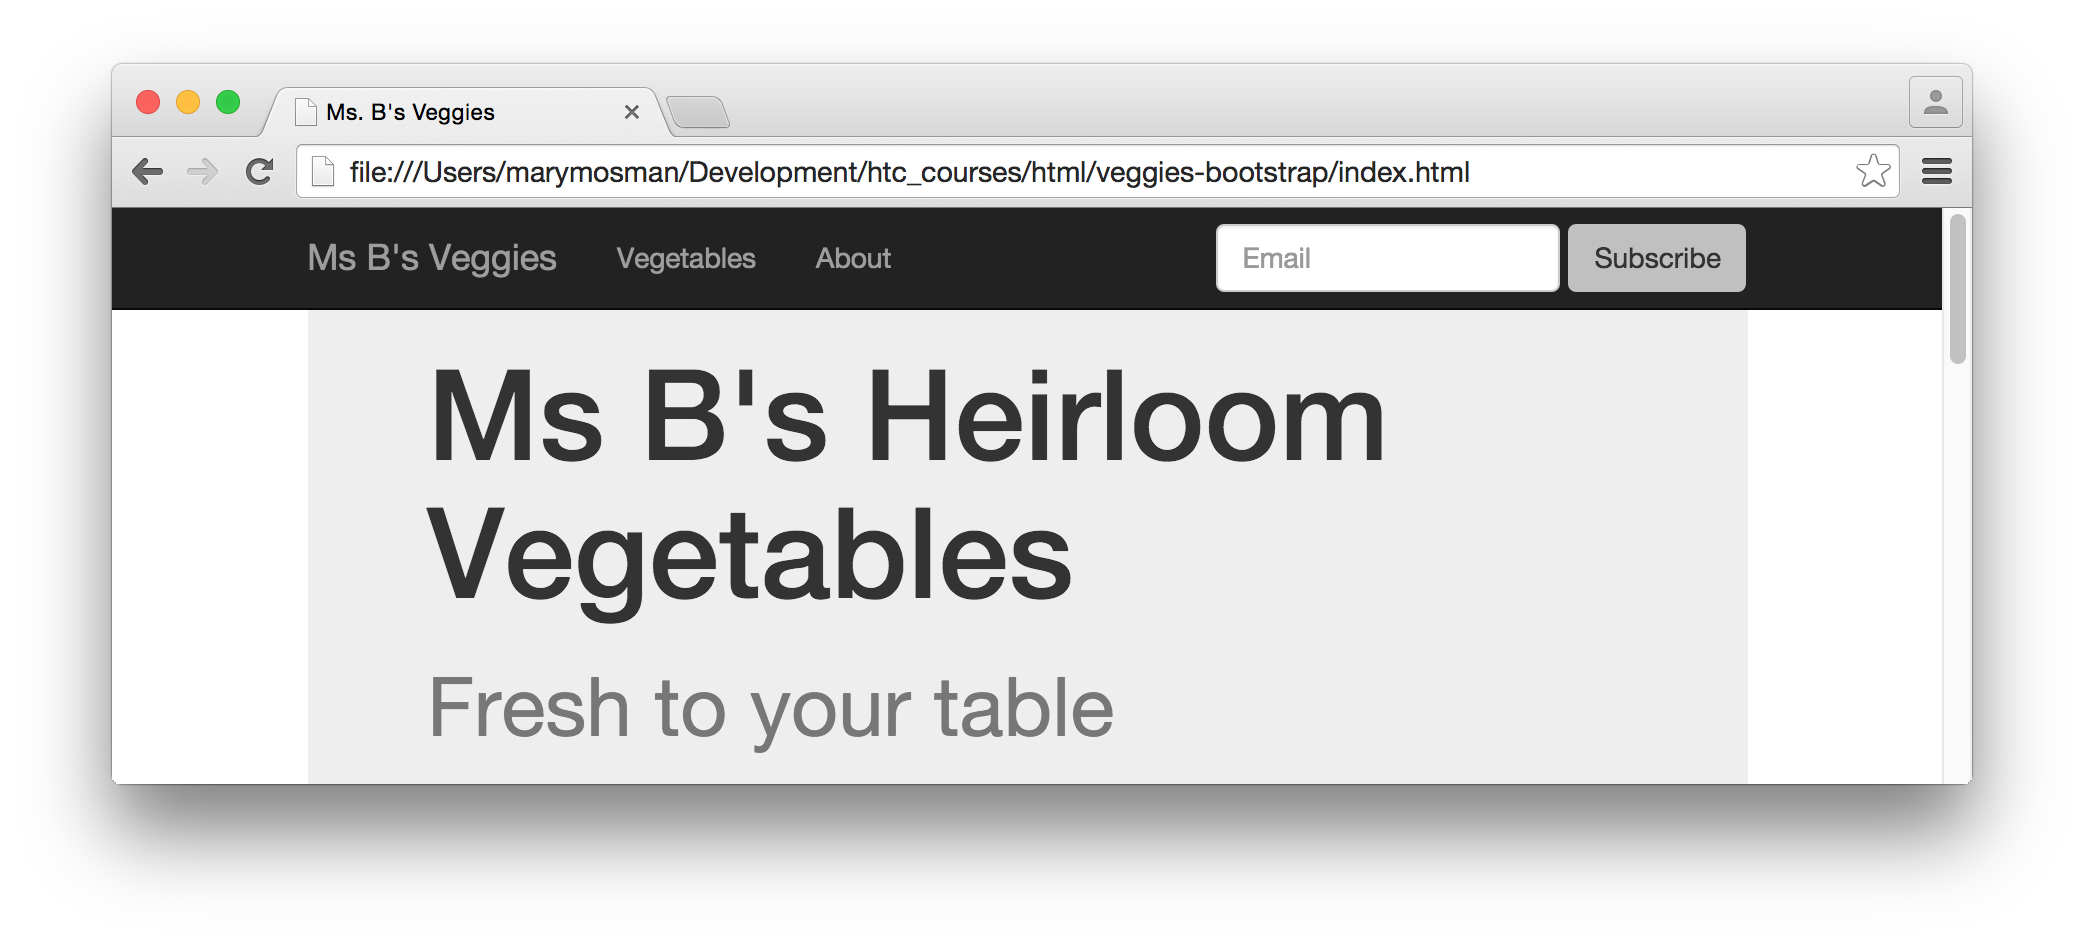 Ms. B's Veggies
file:///Users/marymosman/Development/htc_courses/html/veggies-bootstrap/index.html
Ms B's Veggies Vegetables About Email Subscribe
Ms B's Heirloom
Vegetables
Fresh to your table